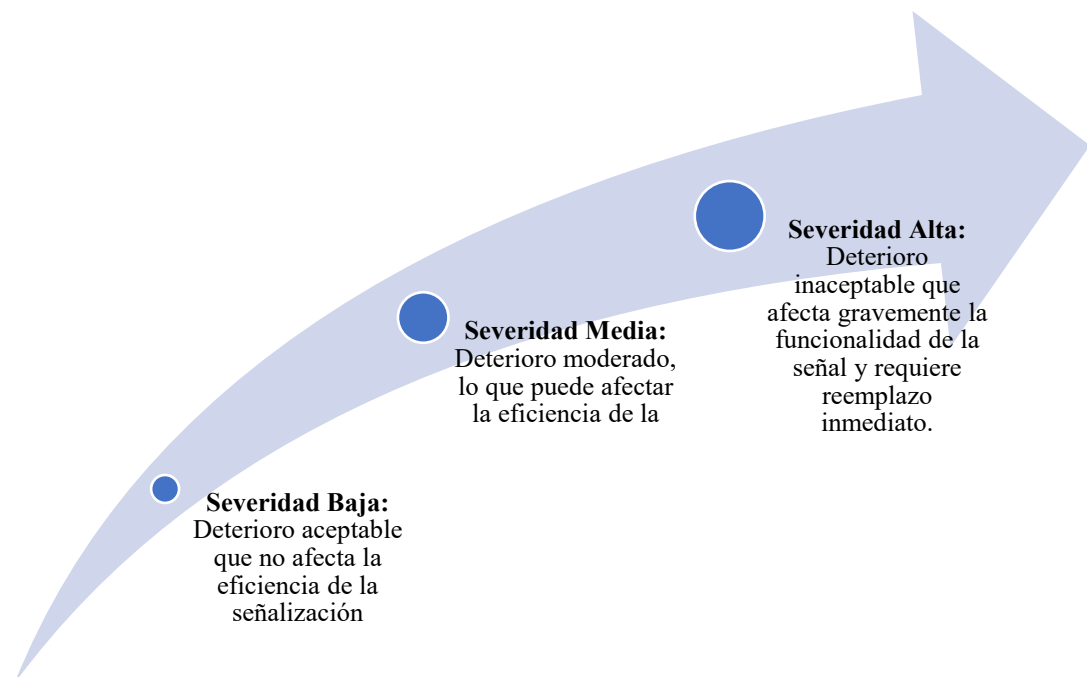 Severidad Alta:
Deterioro
inaceptable que
afecta gravemente la
funcionalidad de la
señal y requiere
reemplazo
inmediato.
Severidad Media:
Deterioro moderado,
lo que puede afectar
la eficiencia de la
Severidad Baja:
Deterioro aceptable
que no afecta la
eficiencia de la
señalización